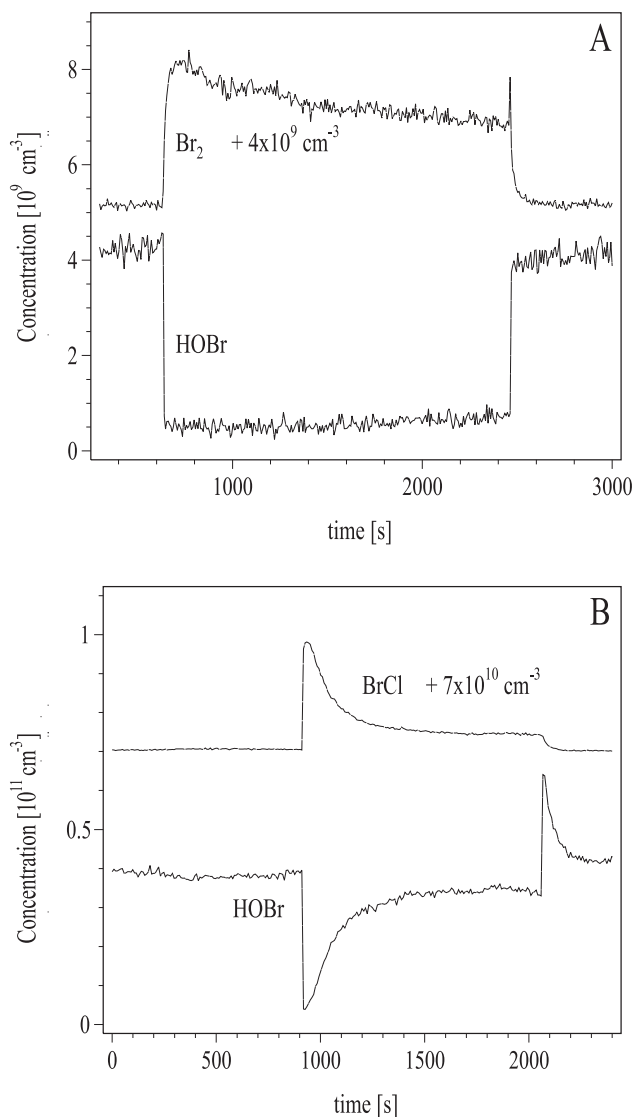 A
Concentration [10⁹ cm⁻³]
8
6
4
2
0
Br₂ + 4x10⁹ cm⁻³
HOBr
1000 2000 3000
time [s]
B
Concentration [10¹¹ cm⁻³]
1
0.5
0
BrCl + 7x10¹⁰ cm⁻³
HOBr
0 500 1000 1500 2000
time [s]